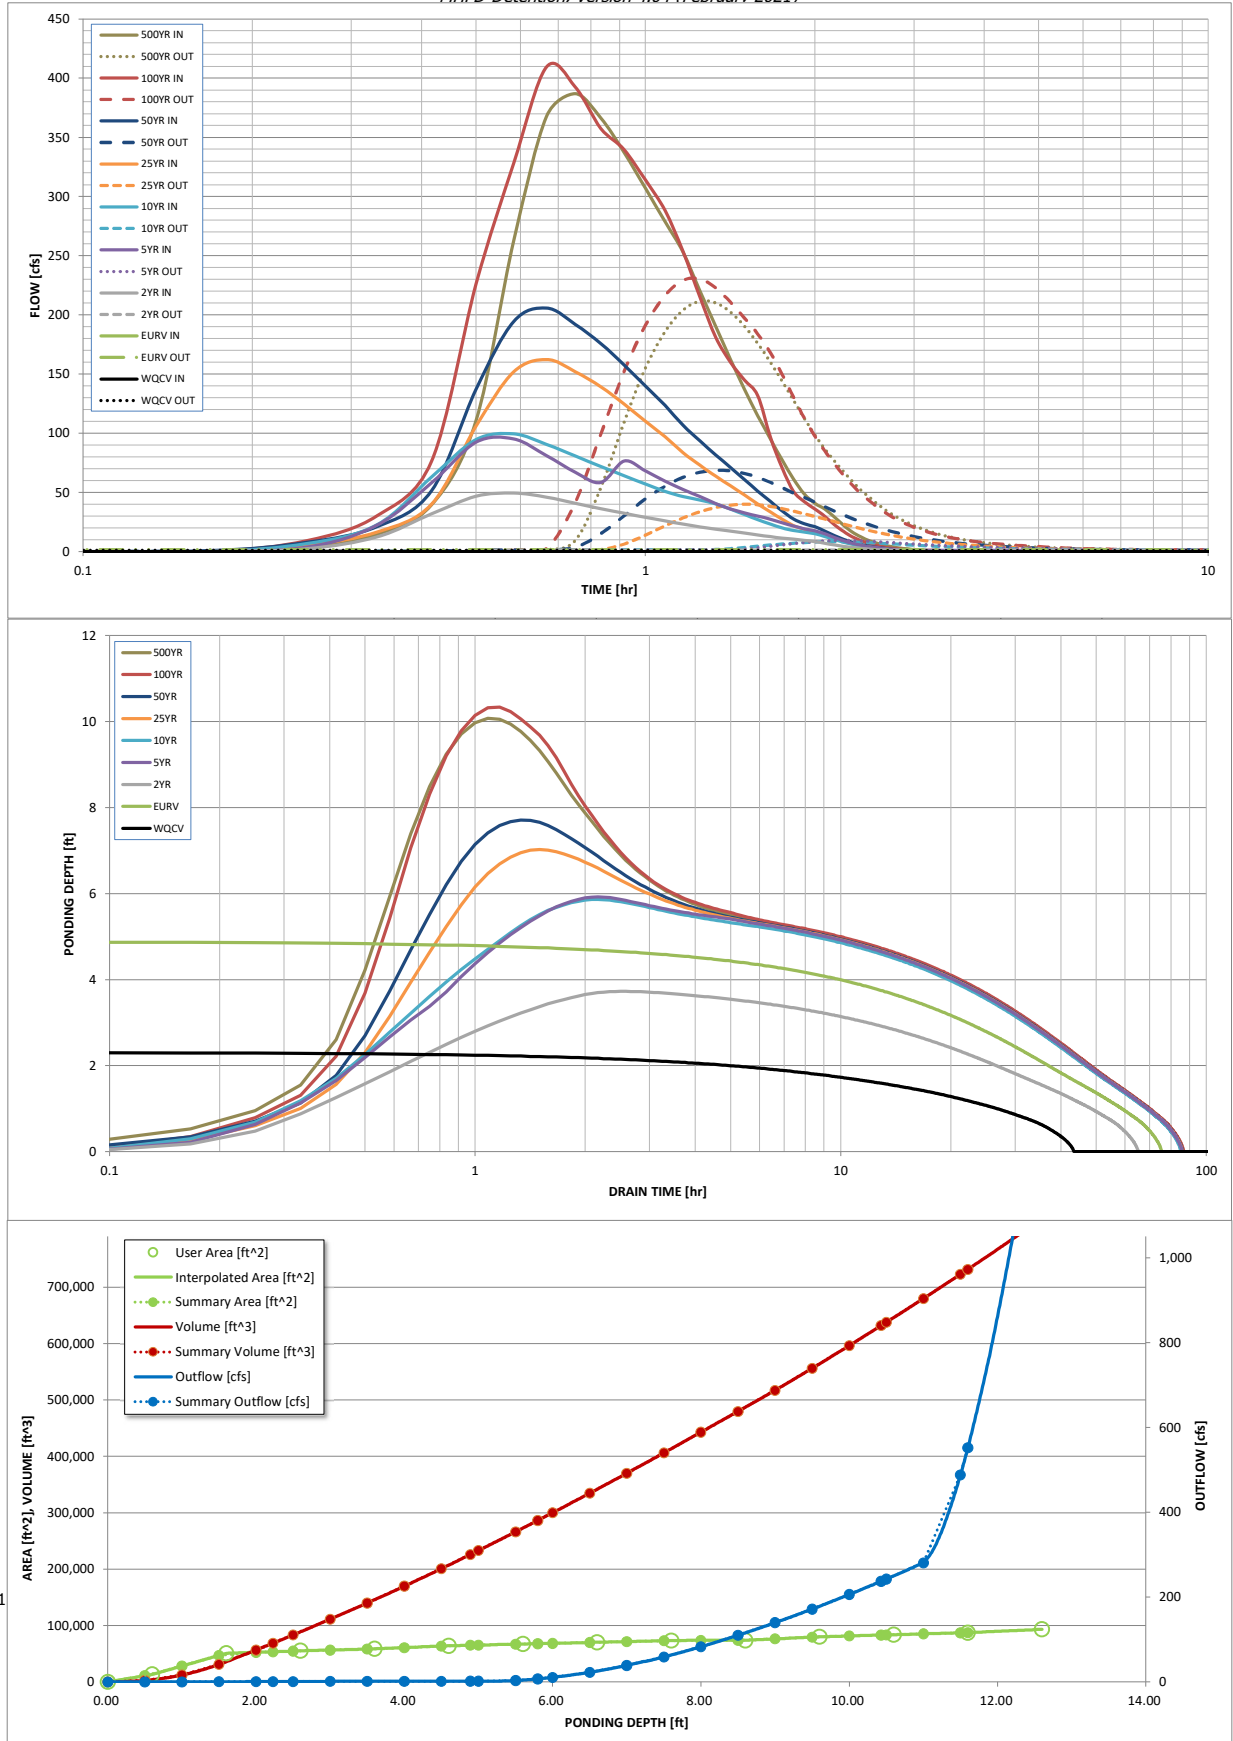 450
400
350
300
250
200
150
100
50
0
FLOW [cfs]
500YR IN
500YR OUT
100YR IN
100YR OUT
50YR IN
50YR OUT
25YR IN
25YR OUT
10YR IN
10YR OUT
5YR IN
5YR OUT
2YR IN
2YR OUT
EURV IN
EURV OUT
WQCV IN
WQCV OUT
0.1
1
10
TIME [hr]
12
10
8
6
4
2
0
PONDING DEPTH [ft]
500YR
100YR
50YR
25YR
10YR
5YR
2YR
EURV
WQCV
0.1
1
10
100
DRAIN TIME [hr]
User Area [ft^2]
Interpolated Area [ft^2]
Summary Area [ft^2]
Volume [ft^3]
Summary Volume [ft^3]
Outflow [cfs]
Summary Outflow [cfs]
700,000
600,000
500,000
400,000
300,000
200,000
100,000
0
AREA [ft^2], VOLUME [ft^3]
1,000
800
600
400
200
0
OUTFLOW [cfs]
0.00
2.00
4.00
6.00
8.00
10.00
12.00
14.00
PONDING DEPTH [ft]
1